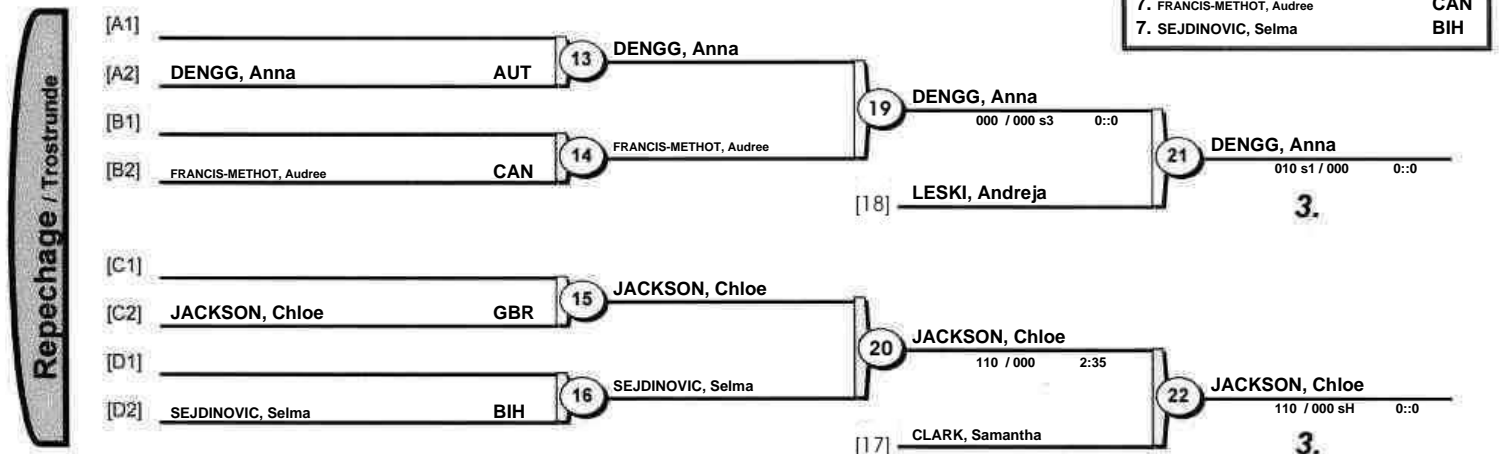 7. FRANCIS-METHOT, Audree CAN
7. SEJDINOVIC, Selma BIH
Repechage / Trostrunde
[A1]
[A2] DENGG, Anna AUT
13 DENGG, Anna
[B1]
[B2] FRANCIS-METHOT, Audree CAN
14 FRANCIS-METHOT, Audree
19 DENGG, Anna
000 / 000 s3 0::0
[18] LESKI, Andreja
21 DENGG, Anna
010 s1 / 000 0::0
3.
[C1]
[C2] JACKSON, Chloe GBR
15 JACKSON, Chloe
[D1]
[D2] SEJDINOVIC, Selma BIH
16 SEJDINOVIC, Selma
20 JACKSON, Chloe
110 / 000 2:35
[17] CLARK, Samantha
22 JACKSON, Chloe
110 / 000 sH 0::0
3.